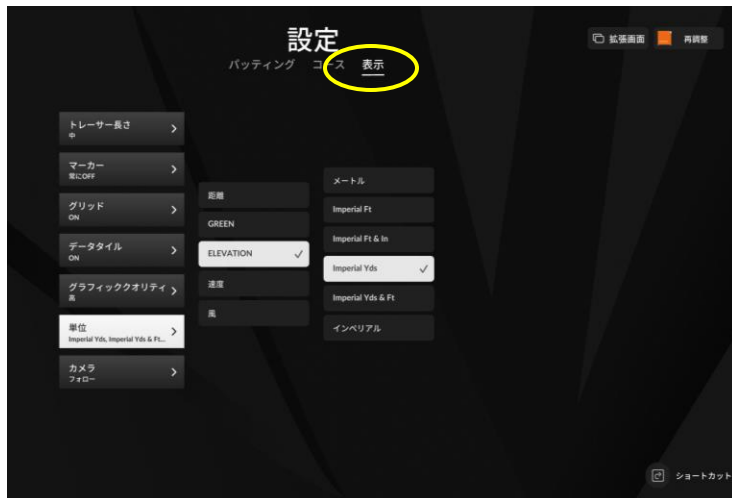 設定
拡張画面
再調整
パッティング コース 表示
トレーサー長さ
中
マーカー
常にOFF
グリッド
ON
データタイル
ON
グラフィッククオリティ
高
単位
Imperial Yds, Imperial Yds & Ft...
カメラ
フォロー
距離
GREEN
ELEVATION
速度
風
メートル
Imperial Ft
Imperial Ft & In
Imperial Yds
Imperial Yds & Ft
インペリアル
ショートカット